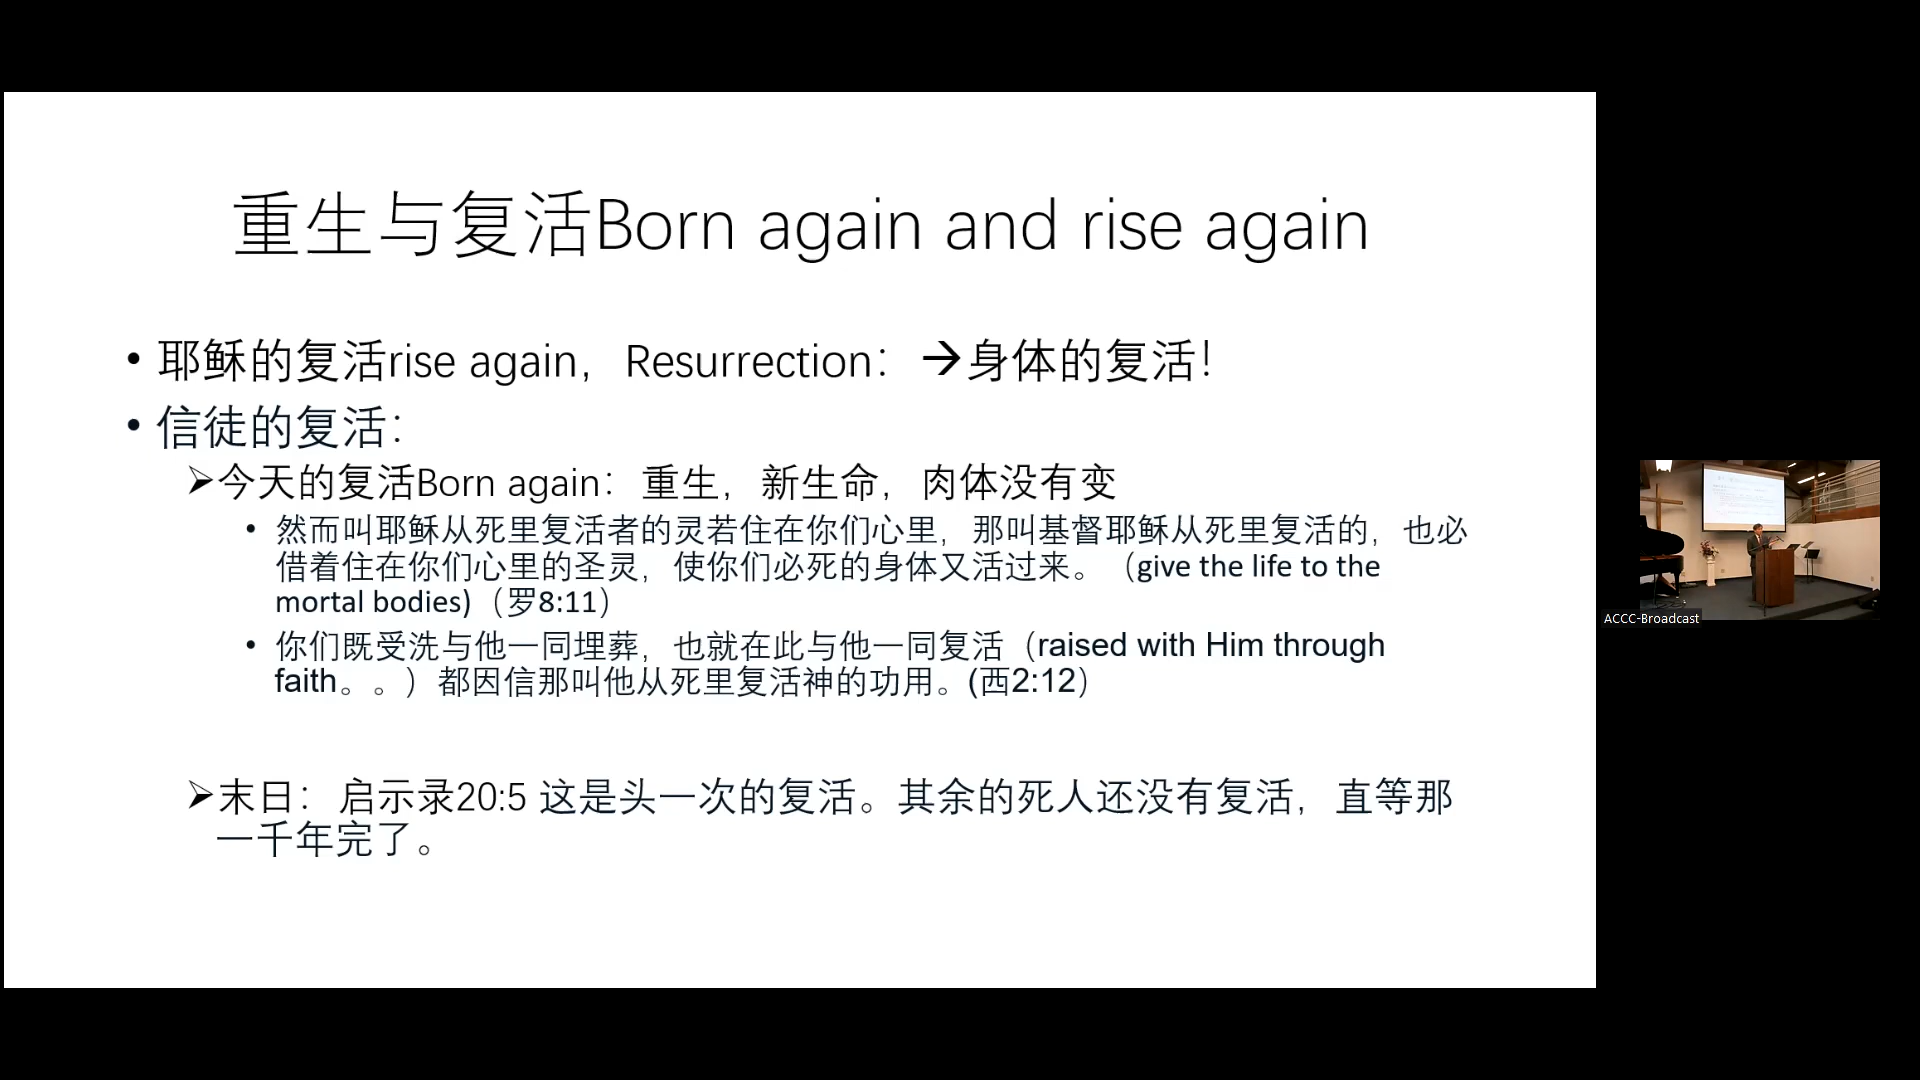 重生与复活Born again and rise again
• 耶稣的复活rise again，Resurrection：→身体的复活！
• 信徒的复活：
➢今天的复活Born again：重生，新生命，肉体没有变
• 然而叫耶稣从死里复活者的灵若住在你们心里，那叫基督耶稣从死里复活的，也必
借着住在你们心里的圣灵，使你们必死的身体又活过来。（give the life to the
mortal bodies)（罗8:11）
• 你们既受洗与他一同埋葬，也就在此与他一同复活（raised with Him through
faith。。）都因信那叫他从死里复活神的功用。(西2:12）
➢末日：启示录20:5 这是头一次的复活。其余的死人还没有复活，直等那
一千年完了。
ACCC-Broadcast